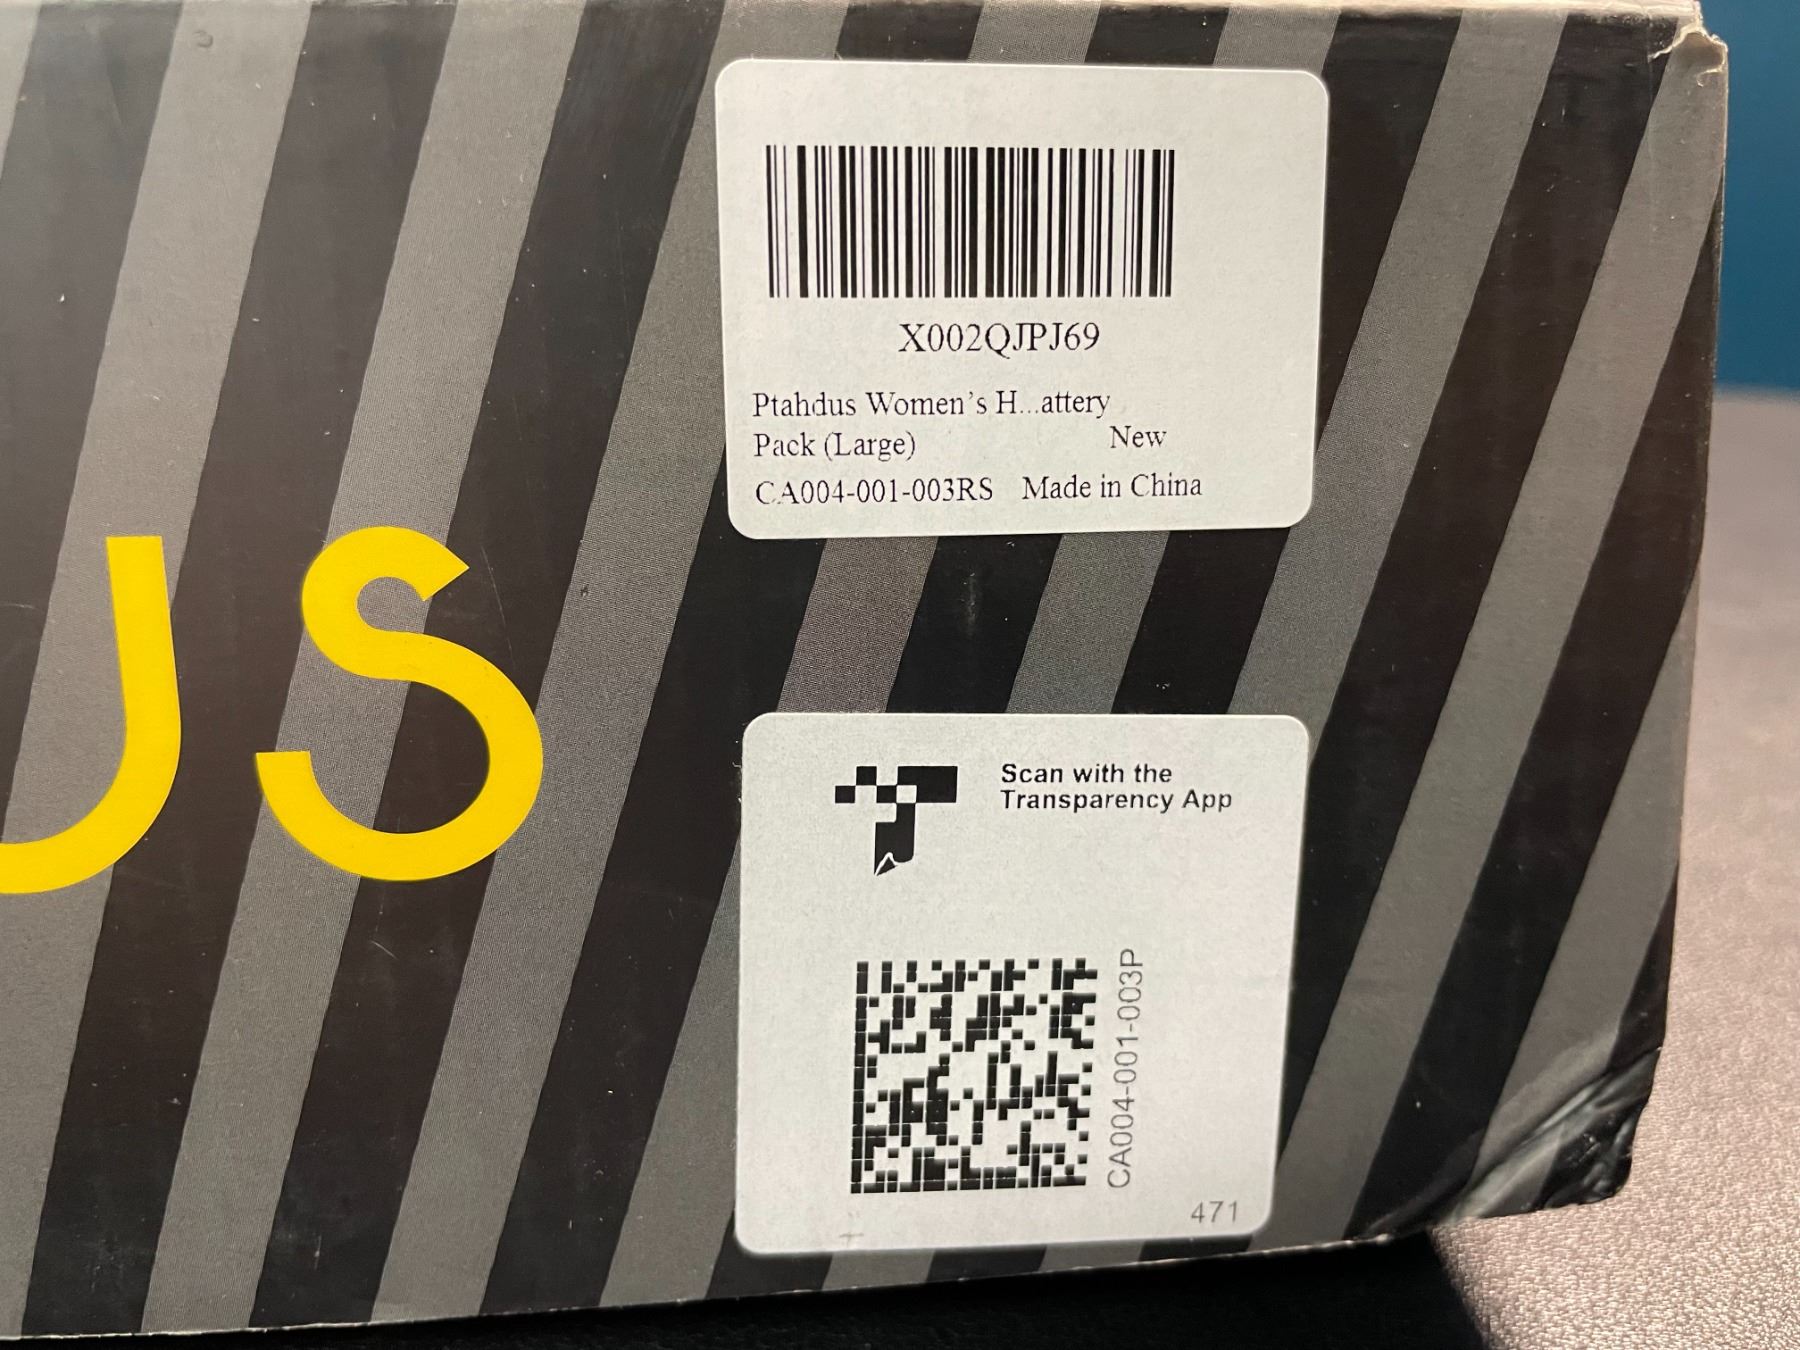 US
X002QJPJ69
Ptahdus Women's H...attery
Pack (Large) New
CA004-001-003RS Made in China
Scan with the
Transparency App
CA004-001-003P
471